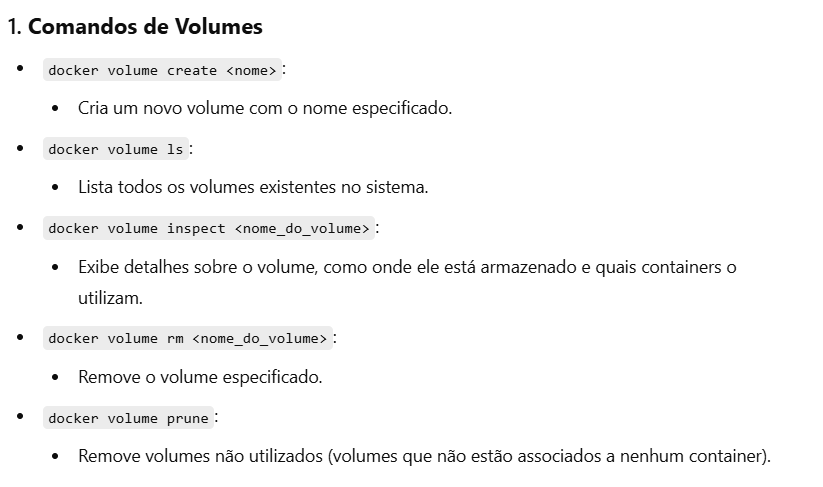 1. Comandos de Volumes
• docker volume create <nome>:
• Cria um novo volume com o nome especificado.
• docker volume ls:
• Lista todos os volumes existentes no sistema.
• docker volume inspect <nome_do_volume>:
• Exibe detalhes sobre o volume, como onde ele está armazenado e quais containers o
utilizam.
• docker volume rm <nome_do_volume>:
• Remove o volume especificado.
• docker volume prune:
• Remove volumes não utilizados (volumes que não estão associados a nenhum container).